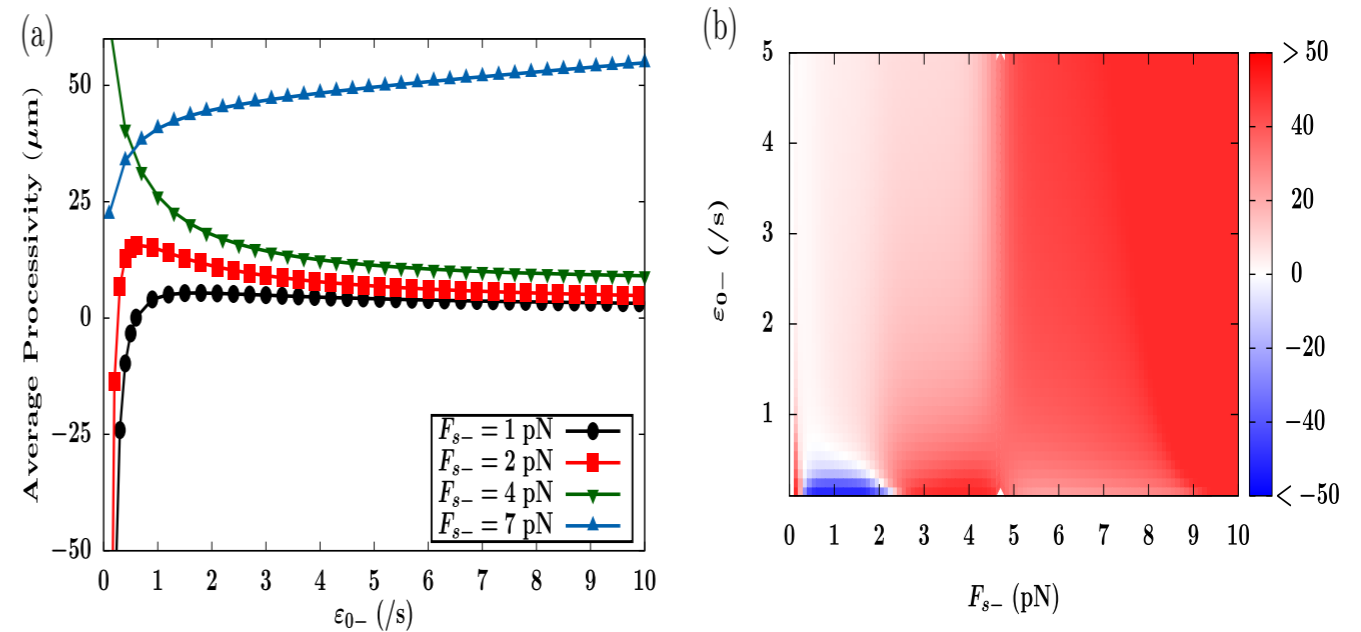 (a)
Average Processivity (μm)
50
25
0
−25
−50
0 1 2 3 4 5 6 7 8 9 10
ε0− (/s)
Fs− = 1 pN
Fs− = 2 pN
Fs− = 4 pN
Fs− = 7 pN
(b)
ε0− (/s)
5
4
3
2
1
0 1 2 3 4 5 6 7 8 9 10
Fs− (pN)
> 50
40
20
0
−20
−40
< −50